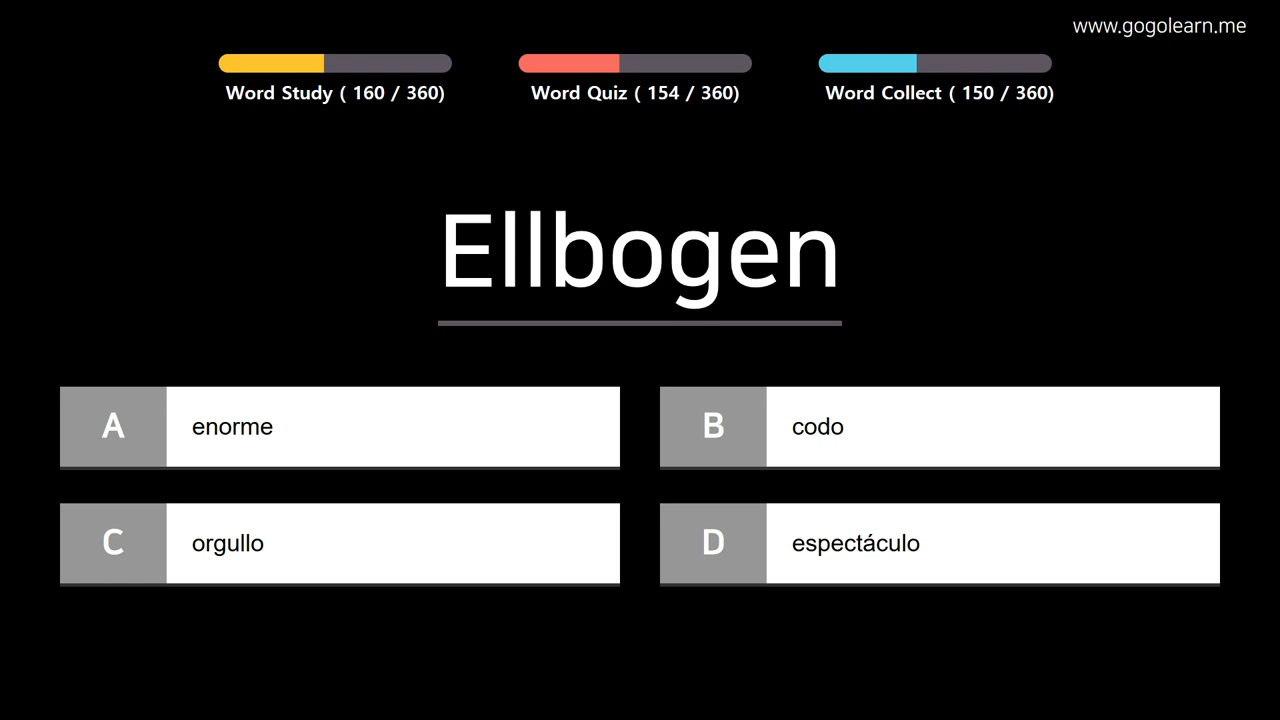 www.gogolearn.me
Word Study ( 160 / 360)
Word Quiz ( 154 / 360)
Word Collect ( 150 / 360)
Ellbogen
A enorme
B codo
C orgullo
D espectáculo